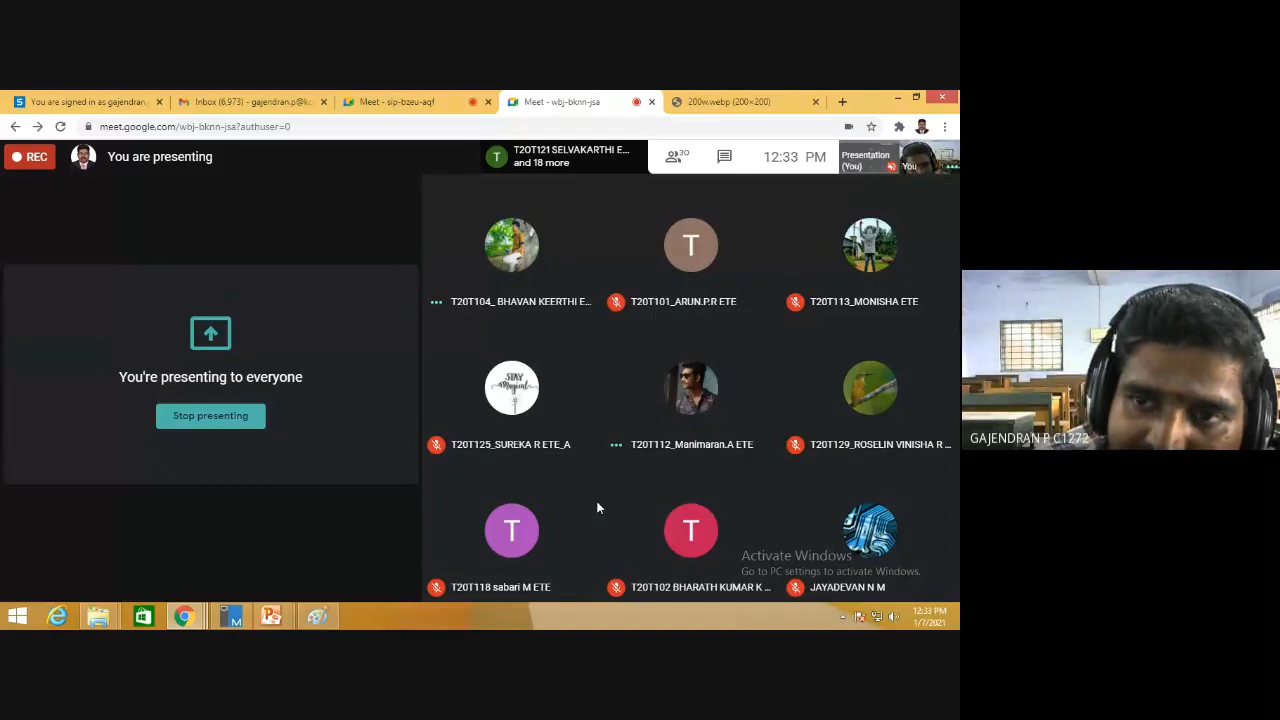 You are signed in as gajendran.
Inbox (6,973) - gajendran.p@kc
Meet - sip-bzeu-aqf
Meet - wbj-bknn-jsa
200w.webp (200×200)
meet.google.com/wbj-bknn-jsa?authuser=0
REC
You are presenting
T
T20T121 SELVAKARTHI E...
and 18 more
30
12:33 PM
Presentation
(You)
You
T
T20T104_ BHAVAN KEERTHI E...
T20T101_ARUN.P.R ETE
T20T113_MONISHA ETE
You're presenting to everyone
Stop presenting
STAY
Magical
T20T125_SUREKA R ETE_A
T20T112_Manimaran.A ETE
T20T129_ROSELIN VINISHA R ...
GAJENDRAN P C1272
T
T
Activate Windows
Go to PC settings to activate Windows.
T20T118 sabari M ETE
T20T102 BHARATH KUMAR K ...
JAYADEVAN N M
12:33 PM
1/7/2021